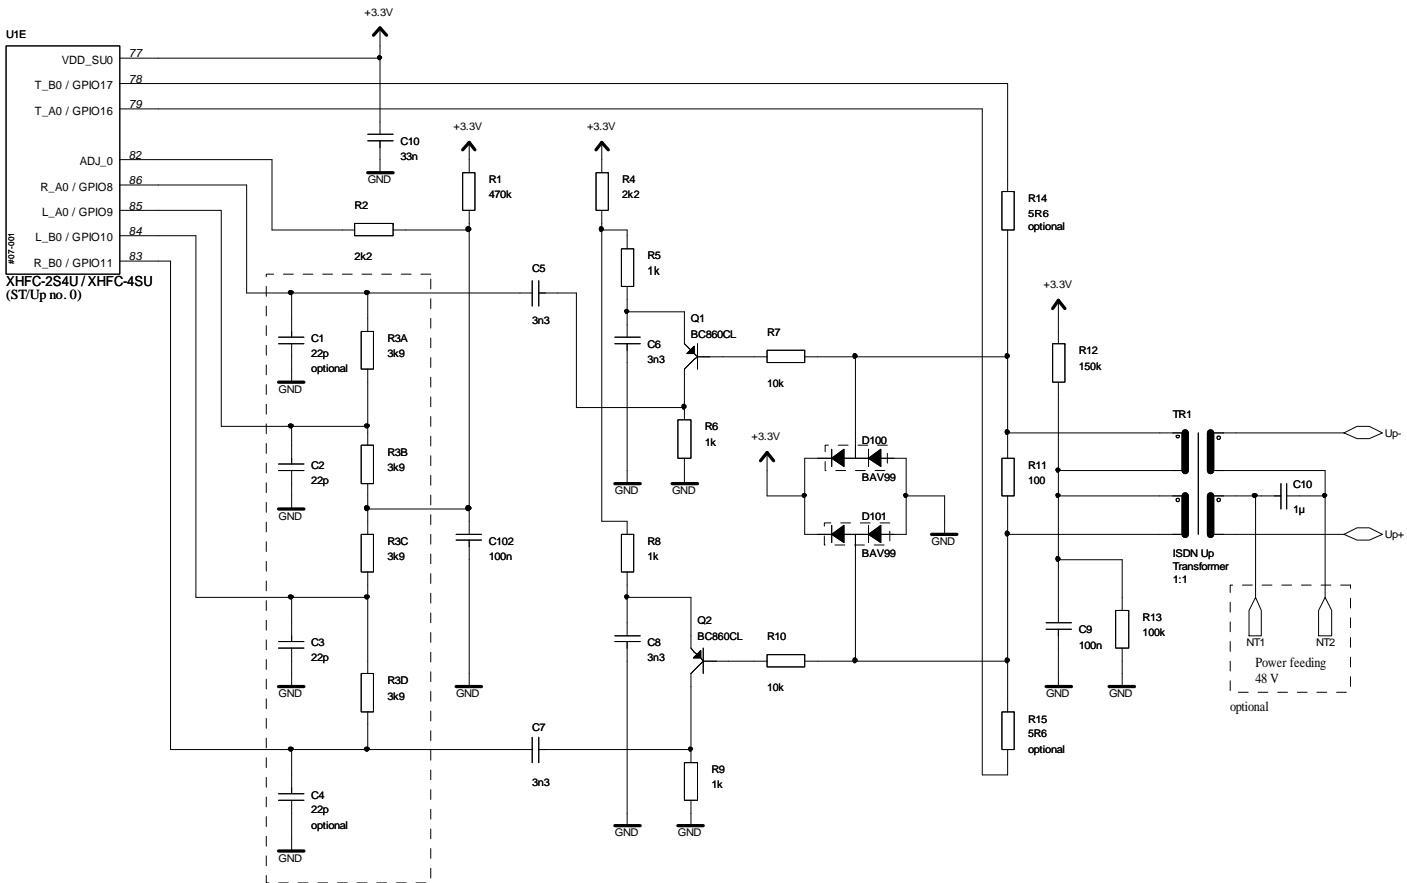 U1E
VDD_SU0
T_B0 / GPIO17
T_A0 / GPIO16
ADJ_0
R_A0 / GPIO8
L_A0 / GPIO9
L_B0 / GPIO10
R_B0 / GPIO11
#07-001
77
78
79
82
86
85
84
83
XHFC-2S4U / XHFC-4SU
(ST/Up no. 0)
+3.3V
C10
33n
GND
+3.3V
R1
470k
R2
2k2
+3.3V
R4
2k2
R5
1k
C5
3n3
C6
3n3
Q1
BC860CL
R7
10k
R6
1k
GND
GND
C1
22p
optional
GND
R3A
3k9
C2
22p
GND
R3B
3k9
R3C
3k9
C102
100n
GND
C3
22p
GND
R3D
3k9
C4
22p
optional
GND
C7
3n3
R8
1k
C8
3n3
GND
Q2
BC860CL
R10
10k
R9
1k
GND
+3.3V
D100
BAV99
D101
BAV99
GND
R14
5R6
optional
R11
100
R15
5R6
optional
+3.3V
R12
150k
C9
100n
GND
R13
100k
GND
TR1
ISDN Up
Transformer
1:1
C10
1µ
Up-
Up+
NT1
NT2
Power feeding
48 V
optional